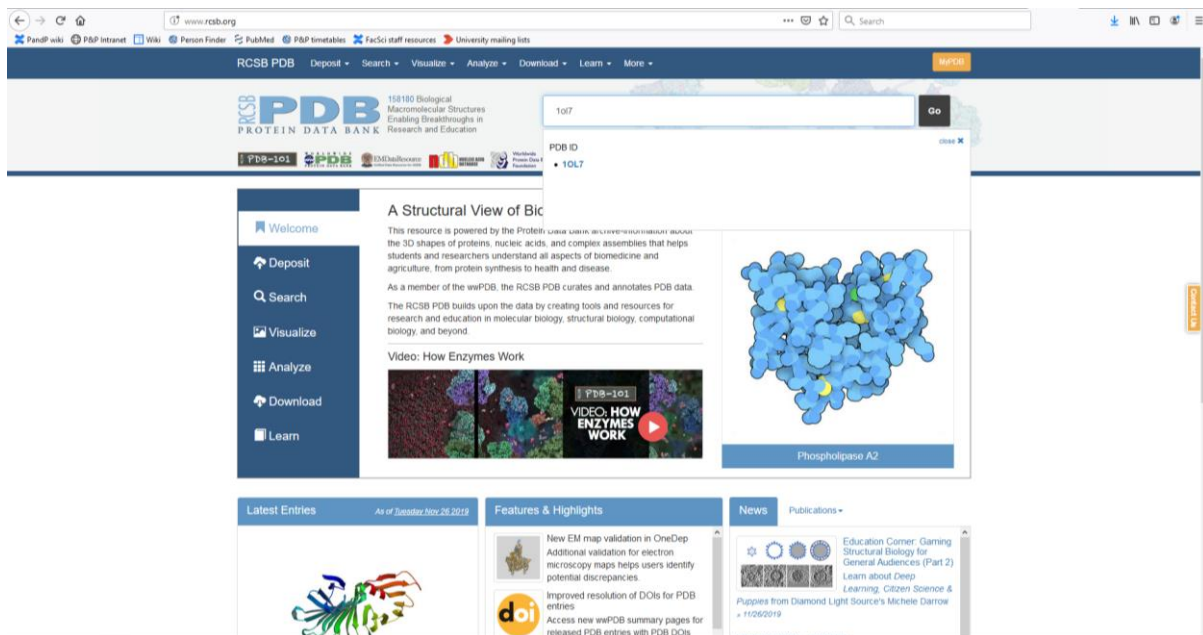 www.rcsb.org
Search
PandP wiki P&P Intranet Wiki Person Finder PubMed P&P timetables FacSci staff resources University mailing lists
RCSB PDB Deposit Search Visualize Analyze Download Learn More MyPDB
RCSB PDB
PROTEIN DATA BANK
158180 Biological
Macromolecular Structures
Enabling Breakthroughs in
Research and Education
1ol7
Go
close
PDB ID
1OL7
PDB-101 PDB EMDataResource
Contact Us
Welcome
Deposit
Search
Visualize
Analyze
Download
Learn
A Structural View of Bio
This resource is powered by the Protein Data Bank archive-information about
the 3D shapes of proteins, nucleic acids, and complex assemblies that helps
students and researchers understand all aspects of biomedicine and
agriculture, from protein synthesis to health and disease.
As a member of the wwPDB, the RCSB PDB curates and annotates PDB data.
The RCSB PDB builds upon the data by creating tools and resources for
research and education in molecular biology, structural biology, computational
biology, and beyond.
Video: How Enzymes Work
PDB-101
VIDEO: HOW
ENZYMES
WORK
Phospholipase A2
Latest Entries As of Tuesday Nov 26 2019
Features & Highlights
New EM map validation in OneDep
Additional validation for electron
microscopy maps helps users identify
potential discrepancies.
doi
Improved resolution of DOIs for PDB
entries
Access new wwPDB summary pages for
released PDB entries with PDB DOIs
News Publications
Education Corner: Gaming
Structural Biology for
General Audiences (Part 2)
Learn about Deep
Learning, Citizen Science &
Puppies from Diamond Light Source's Michele Darrow
» 11/26/2019